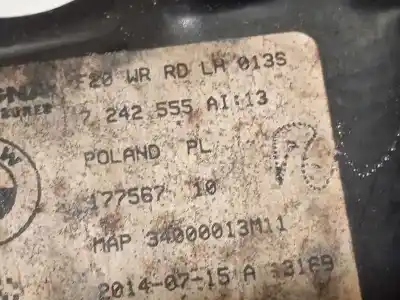 F20 WR RD LH 013S
GNA
7 242 555 AI:13
POLAND PL
177567 10
MAP 34000013M11
2014-07-15 A